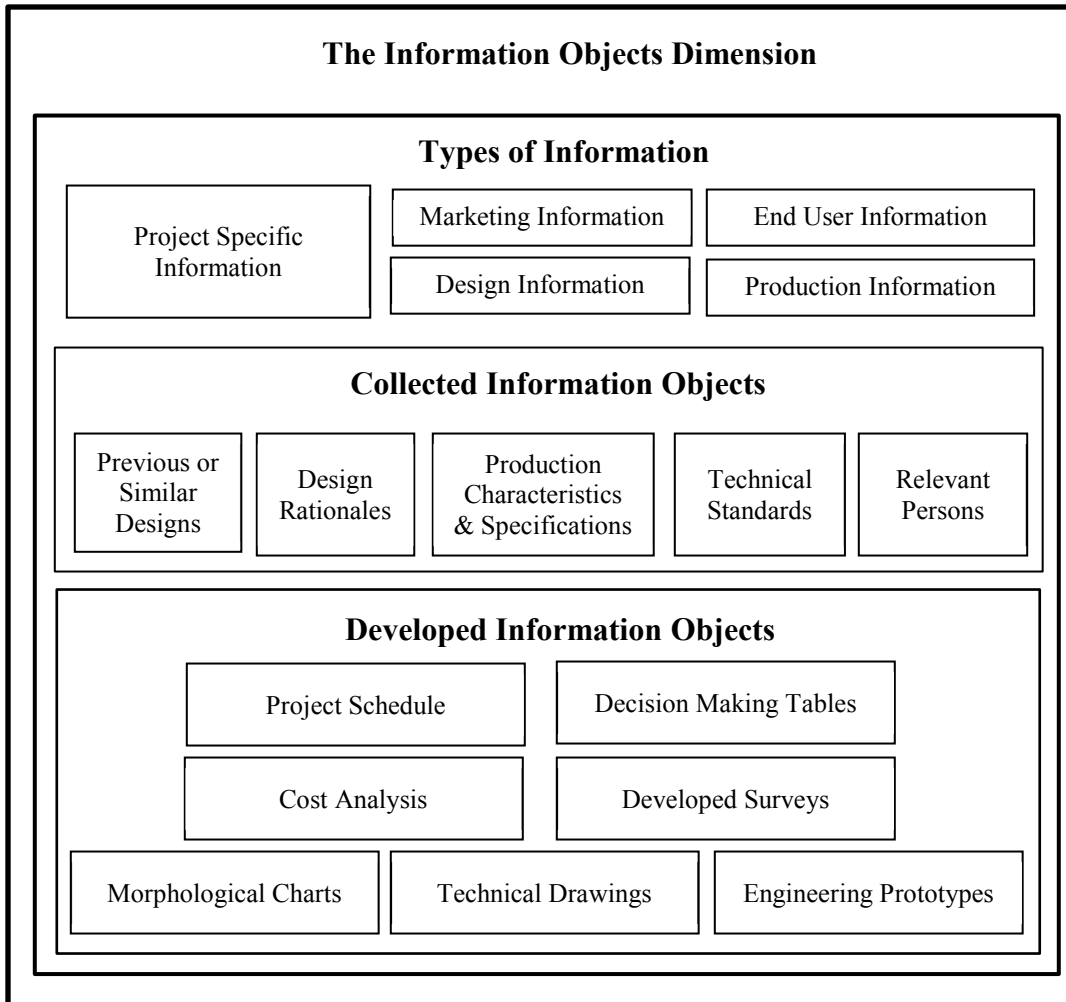 The Information Objects Dimension
Types of Information
Project Specific
Information
Marketing Information
End User Information
Design Information
Production Information
Collected Information Objects
Previous or
Similar
Designs
Design
Rationales
Production
Characteristics
& Specifications
Technical
Standards
Relevant
Persons
Developed Information Objects
Project Schedule
Decision Making Tables
Cost Analysis
Developed Surveys
Morphological Charts
Technical Drawings
Engineering Prototypes